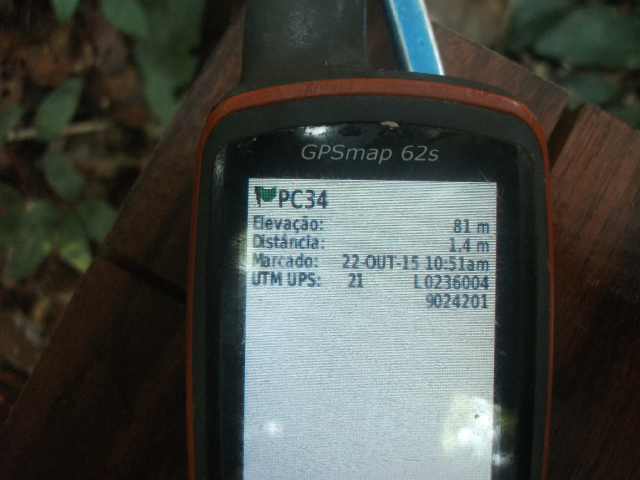 GPSmap 62s
PC34
Elevação: 81 m
Distância: 1.4 m
Marcado: 22-OUT-15 10:51am
UTM UPS: 21 L0236004
9024201